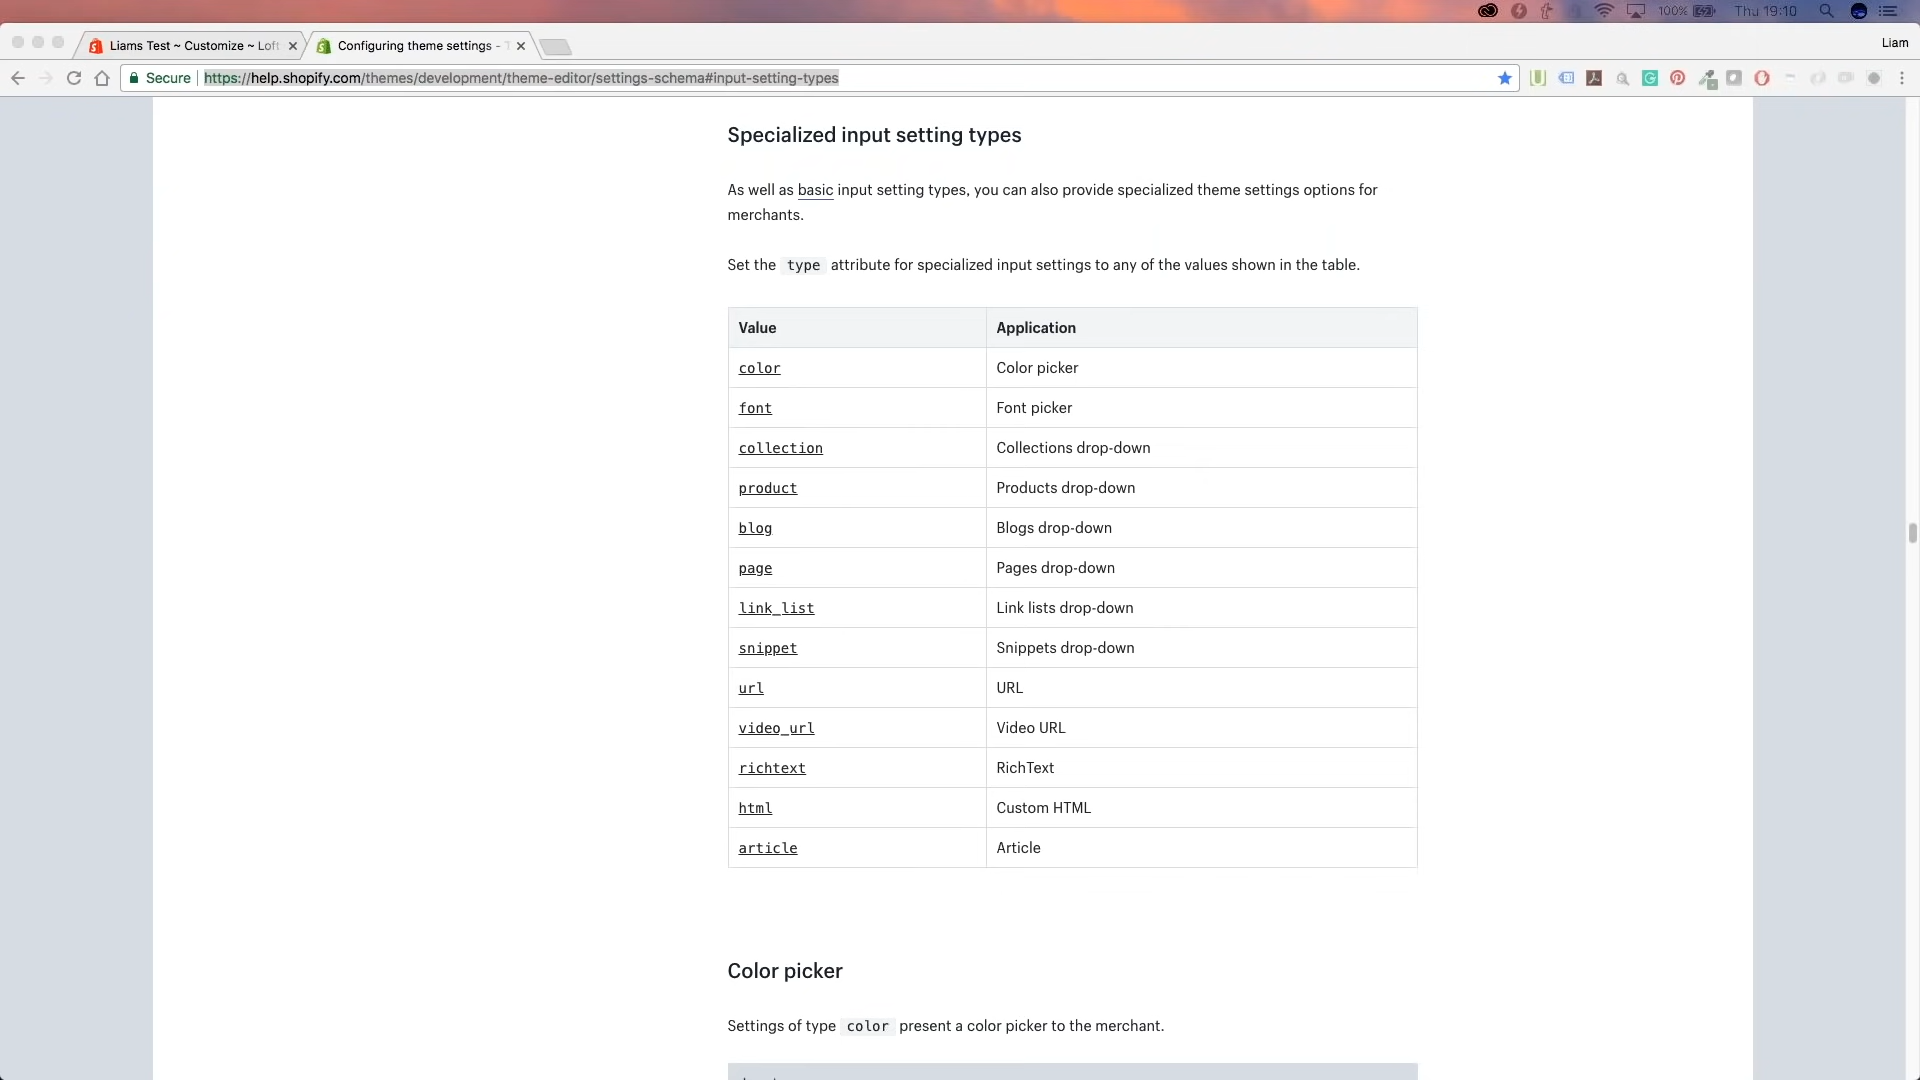 100%
Thu 19:10
Liams Test ~ Customize ~ Loft
Configuring theme settings -
Liam
Secure
https://help.shopify.com/themes/development/theme-editor/settings-schema#input-setting-types
Specialized input setting types
As well as basic input setting types, you can also provide specialized theme settings options for
merchants.
Set the type attribute for specialized input settings to any of the values shown in the table.
Value Application
color Color picker
font Font picker
collection Collections drop-down
product Products drop-down
blog Blogs drop-down
page Pages drop-down
link_list Link lists drop-down
snippet Snippets drop-down
url URL
video_url Video URL
richtext RichText
html Custom HTML
article Article
Color picker
Settings of type color present a color picker to the merchant.